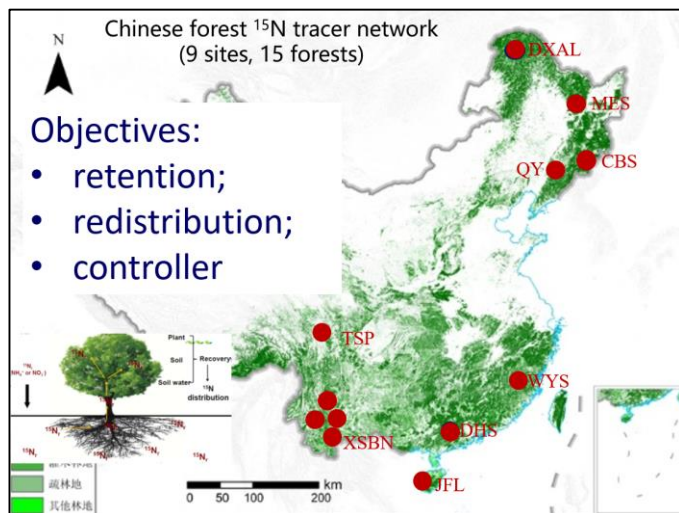 Chinese forest ¹⁵N tracer network
(9 sites, 15 forests)
N
DXAL
MES
CBS
QY
Objectives:
• retention;
• redistribution;
• controller
TSP
WYS
DHS
XSBN
JFL
Plant
Soil
Soil water
Recovery
¹⁵N
distribution
疏林地
其他林地
0 50 100 200
km